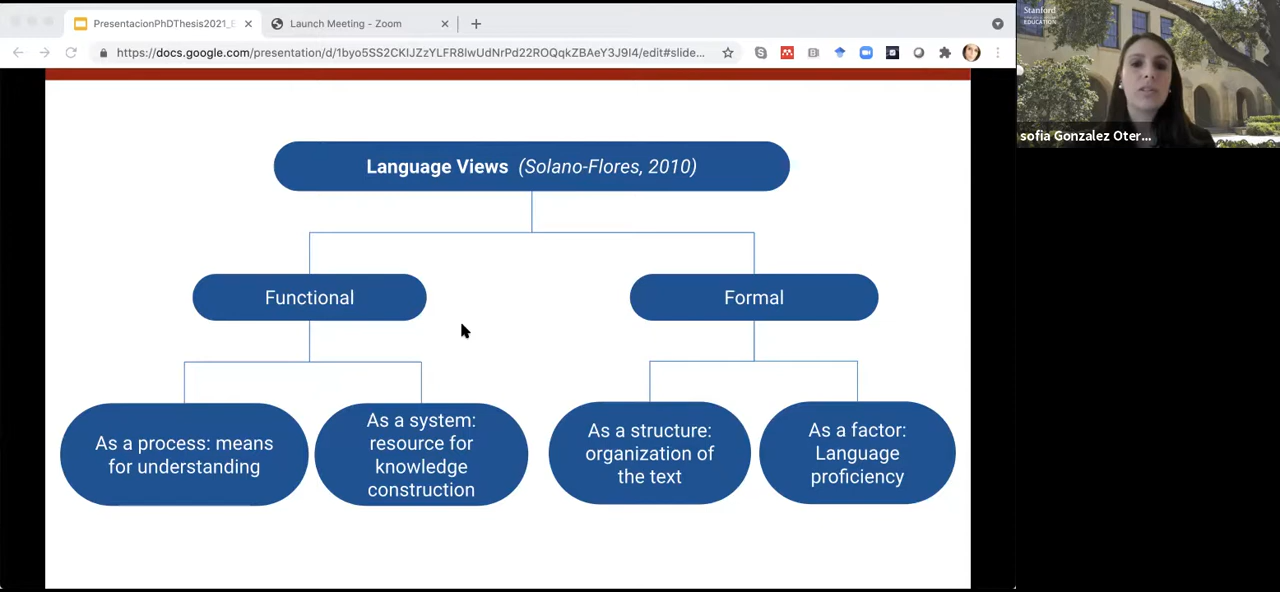 PresentacionPhDThesis2021_E
Launch Meeting - Zoom
https://docs.google.com/presentation/d/1byo5SS2CKIJZzYLFR8lwUdNrPd22ROQqkZBAeY3J9I4/edit#slide...
Stanford
EDUCATION
sofia Gonzalez Oter...
Language Views (Solano-Flores, 2010)
Functional
Formal
As a process: means
for understanding
As a system:
resource for
knowledge
construction
As a structure:
organization of
the text
As a factor:
Language
proficiency